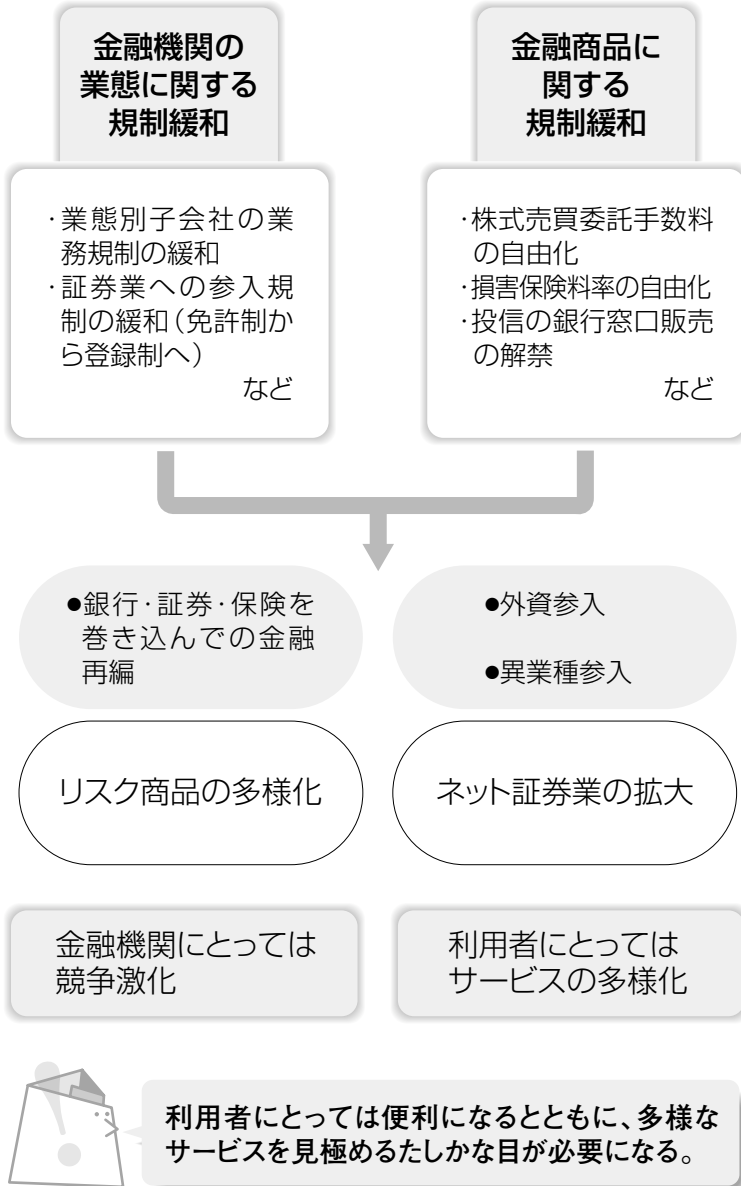 金融機関の
業態に関する
規制緩和
・業態別子会社の業
務規制の緩和
・証券業への参入規
制の緩和（免許制か
ら登録制へ）
など
金融商品に
関する
規制緩和
・株式売買委託手数料
の自由化
・損害保険料率の自由化
・投信の銀行窓口販売
の解禁
など
●銀行・証券・保険を
巻き込んでの金融
再編
●外資参入
●異業種参入
リスク商品の多様化
ネット証券業の拡大
金融機関にとっては
競争激化
利用者にとっては
サービスの多様化
利用者にとっては便利になるとともに、多様な
サービスを見極めるたしかな目が必要になる。